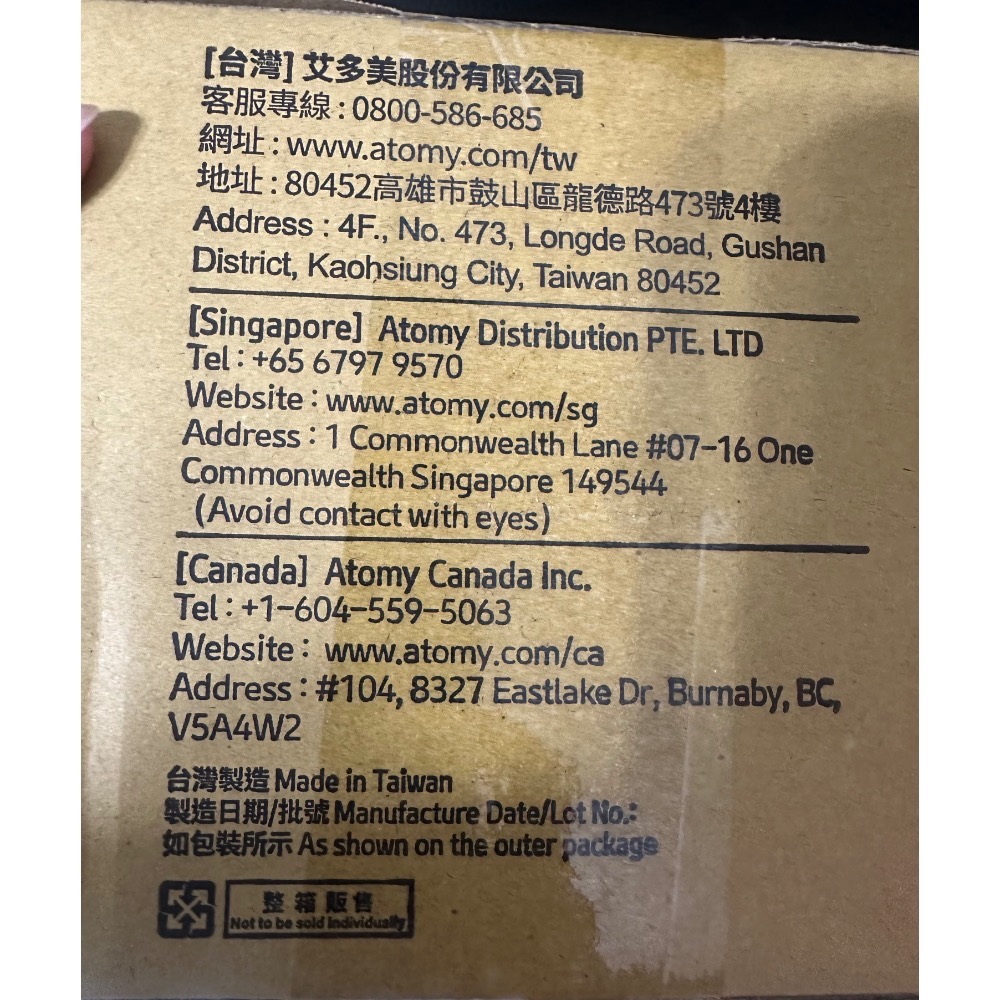 [台灣] 艾多美股份有限公司
客服專線 : 0800-586-685
網址 : www.atomy.com/tw
地址 : 80452高雄市鼓山區龍德路473號4樓
Address : 4F., No. 473, Longde Road, Gushan
District, Kaohsiung City, Taiwan 80452
[Singapore] Atomy Distribution PTE. LTD
Tel : +65 6797 9570
Website : www.atomy.com/sg
Address : 1 Commonwealth Lane #07-16 One
Commonwealth Singapore 149544
(Avoid contact with eyes)
[Canada] Atomy Canada Inc.
Tel : +1-604-559-5063
Website : www.atomy.com/ca
Address : #104, 8327 Eastlake Dr, Burnaby, BC,
V5A4W2
台灣製造 Made in Taiwan
製造日期/批號 Manufacture Date/Lot No.:
如包裝所示 As shown on the outer package
整箱販售
Not to be sold Individually